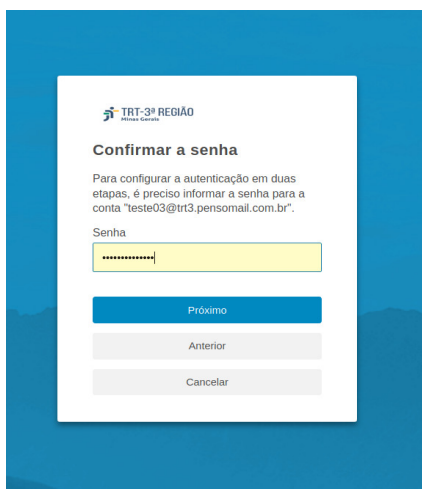 TRT-3ª REGIÃO
Minas Gerais
Confirmar a senha
Para configurar a autenticação em duas
etapas, é preciso informar a senha para a
conta "teste03@trt3.pensomail.com.br".
Senha
••••••••••••••
Próximo
Anterior
Cancelar